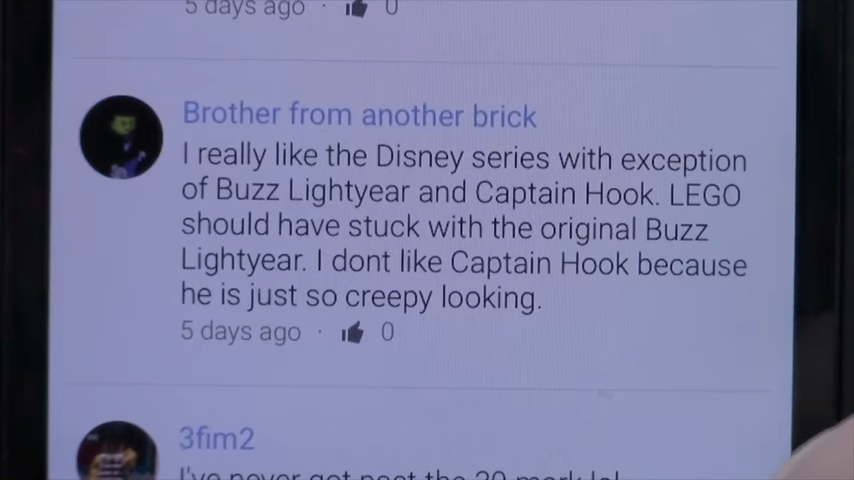 5 days ago · 0
Brother from another brick
I really like the Disney series with exception
of Buzz Lightyear and Captain Hook. LEGO
should have stuck with the original Buzz
Lightyear. I dont like Captain Hook because
he is just so creepy looking.
5 days ago · 0
3fim2
I've never got past the 20 mark lol